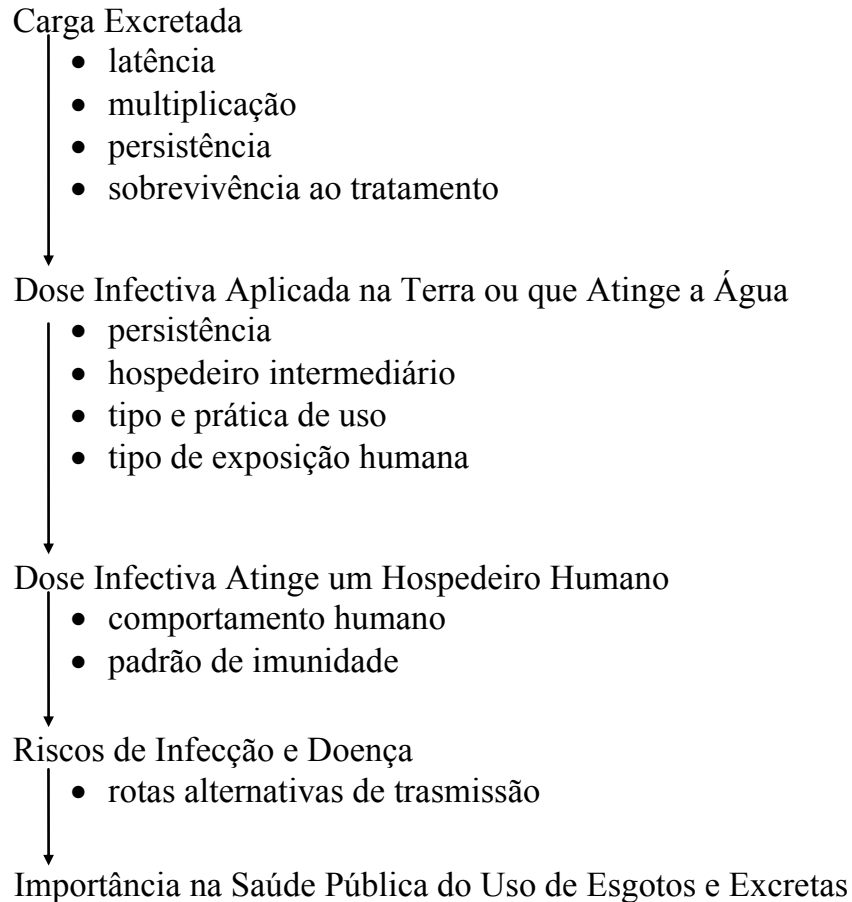 Carga Excretada
• latência
• multiplicação
• persistência
• sobrevivência ao tratamento
Dose Infectiva Aplicada na Terra ou que Atinge a Água
• persistência
• hospedeiro intermediário
• tipo e prática de uso
• tipo de exposição humana
Dose Infectiva Atinge um Hospedeiro Humano
• comportamento humano
• padrão de imunidade
Riscos de Infecção e Doença
• rotas alternativas de trasmissão
Importância na Saúde Pública do Uso de Esgotos e Excretas